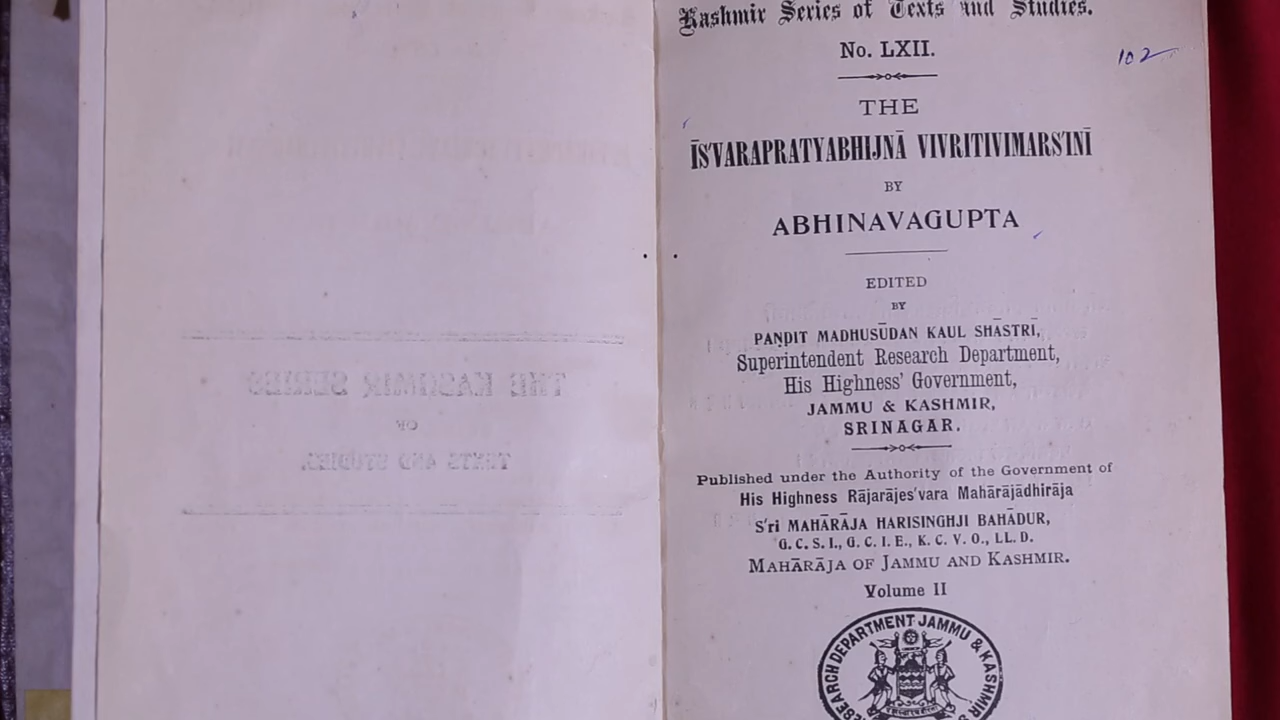 THE KASHMIR SERIES
OF
TEXTS AND STUDIES.
Kashmir Series of Texts and Studies.
No. LXII.
102
THE
ĪS'VARAPRATYABHIJNĀ VIVRITIVIMARS'INĪ
BY
ABHINAVAGUPTA
EDITED
BY
PAṆḌIT MADHUSŪDAN KAUL SHĀSTRĪ,
Superintendent Research Department,
His Highness' Government,
JAMMU & KASHMIR,
SRINAGAR.
Published under the Authority of the Government of
His Highness Rājarājes'vara Mahārājādhirāja
S'ri MAHĀRĀJA HARISINGHJI BAHĀDUR,
G. C. S. I., G. C. I. E., K. C. V. O., LL. D.
MAHĀRĀJA OF JAMMU AND KASHMIR.
Volume II
RESEARCH DEPARTMENT JAMMU & KASHMIR